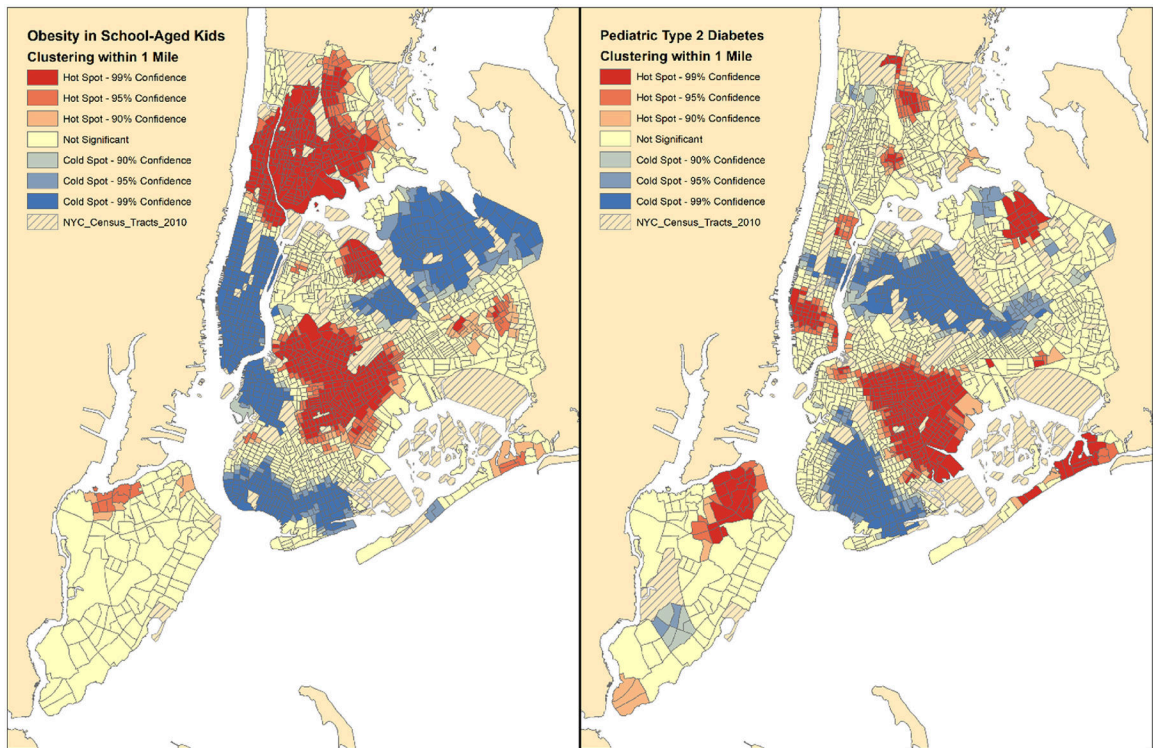 Obesity in School-Aged Kids
Clustering within 1 Mile
Hot Spot - 99% Confidence
Hot Spot - 95% Confidence
Hot Spot - 90% Confidence
Not Significant
Cold Spot - 90% Confidence
Cold Spot - 95% Confidence
Cold Spot - 99% Confidence
NYC_Census_Tracts_2010
Pediatric Type 2 Diabetes
Clustering within 1 Mile
Hot Spot - 99% Confidence
Hot Spot - 95% Confidence
Hot Spot - 90% Confidence
Not Significant
Cold Spot - 90% Confidence
Cold Spot - 95% Confidence
Cold Spot - 99% Confidence
NYC_Census_Tracts_2010